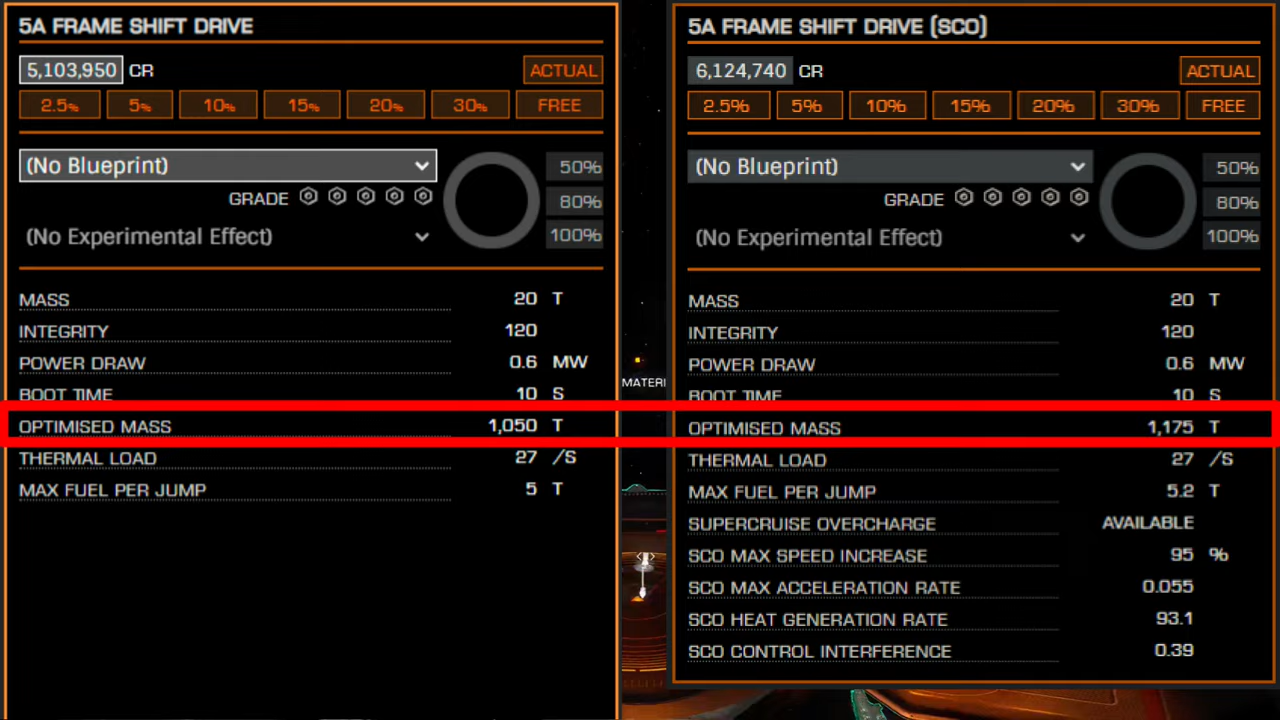 5A FRAME SHIFT DRIVE
5,103,950 CR ACTUAL
2.5% 5% 10% 15% 20% 30% FREE
(No Blueprint) 50%
GRADE 80%
(No Experimental Effect) 100%
MASS 20 T
INTEGRITY 120
POWER DRAW 0.6 MW
BOOT TIME 10 S
OPTIMISED MASS 1,050 T
THERMAL LOAD 27 /S
MAX FUEL PER JUMP 5 T
MATERI
5A FRAME SHIFT DRIVE (SCO)
6,124,740 CR ACTUAL
2.5% 5% 10% 15% 20% 30% FREE
(No Blueprint) 50%
GRADE 80%
(No Experimental Effect) 100%
MASS 20 T
INTEGRITY 120
POWER DRAW 0.6 MW
BOOT TIME 10 S
OPTIMISED MASS 1,175 T
THERMAL LOAD 27 /S
MAX FUEL PER JUMP 5.2 T
SUPERCRUISE OVERCHARGE AVAILABLE
SCO MAX SPEED INCREASE 95 %
SCO MAX ACCELERATION RATE 0.055
SCO HEAT GENERATION RATE 93.1
SCO CONTROL INTERFERENCE 0.39